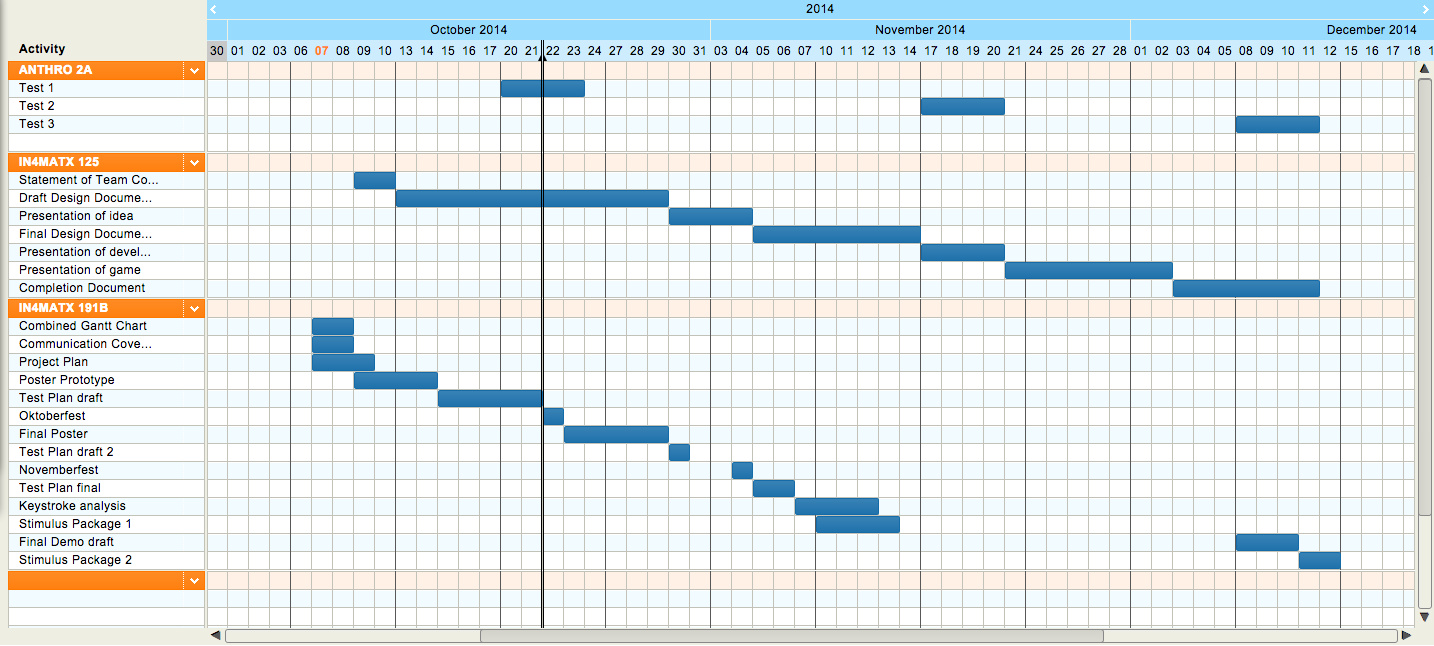 2014
October 2014 November 2014 December 2014
Activity 30 01 02 03 06 07 08 09 10 13 14 15 16 17 20 21 22 23 24 27 28 29 30 31 03 04 05 06 07 10 11 12 13 14 17 18 19 20 21 24 25 26 27 28 01 02 03 04 05 08 09 10 11 12 15 16 17 18 1
ANTHRO 2A
Test 1
Test 2
Test 3
IN4MATX 125
Statement of Team Co...
Draft Design Docume...
Presentation of idea
Final Design Docume...
Presentation of devel...
Presentation of game
Completion Document
IN4MATX 191B
Combined Gantt Chart
Communication Cove...
Project Plan
Poster Prototype
Test Plan draft
Oktoberfest
Final Poster
Test Plan draft 2
Novemberfest
Test Plan final
Keystroke analysis
Stimulus Package 1
Final Demo draft
Stimulus Package 2